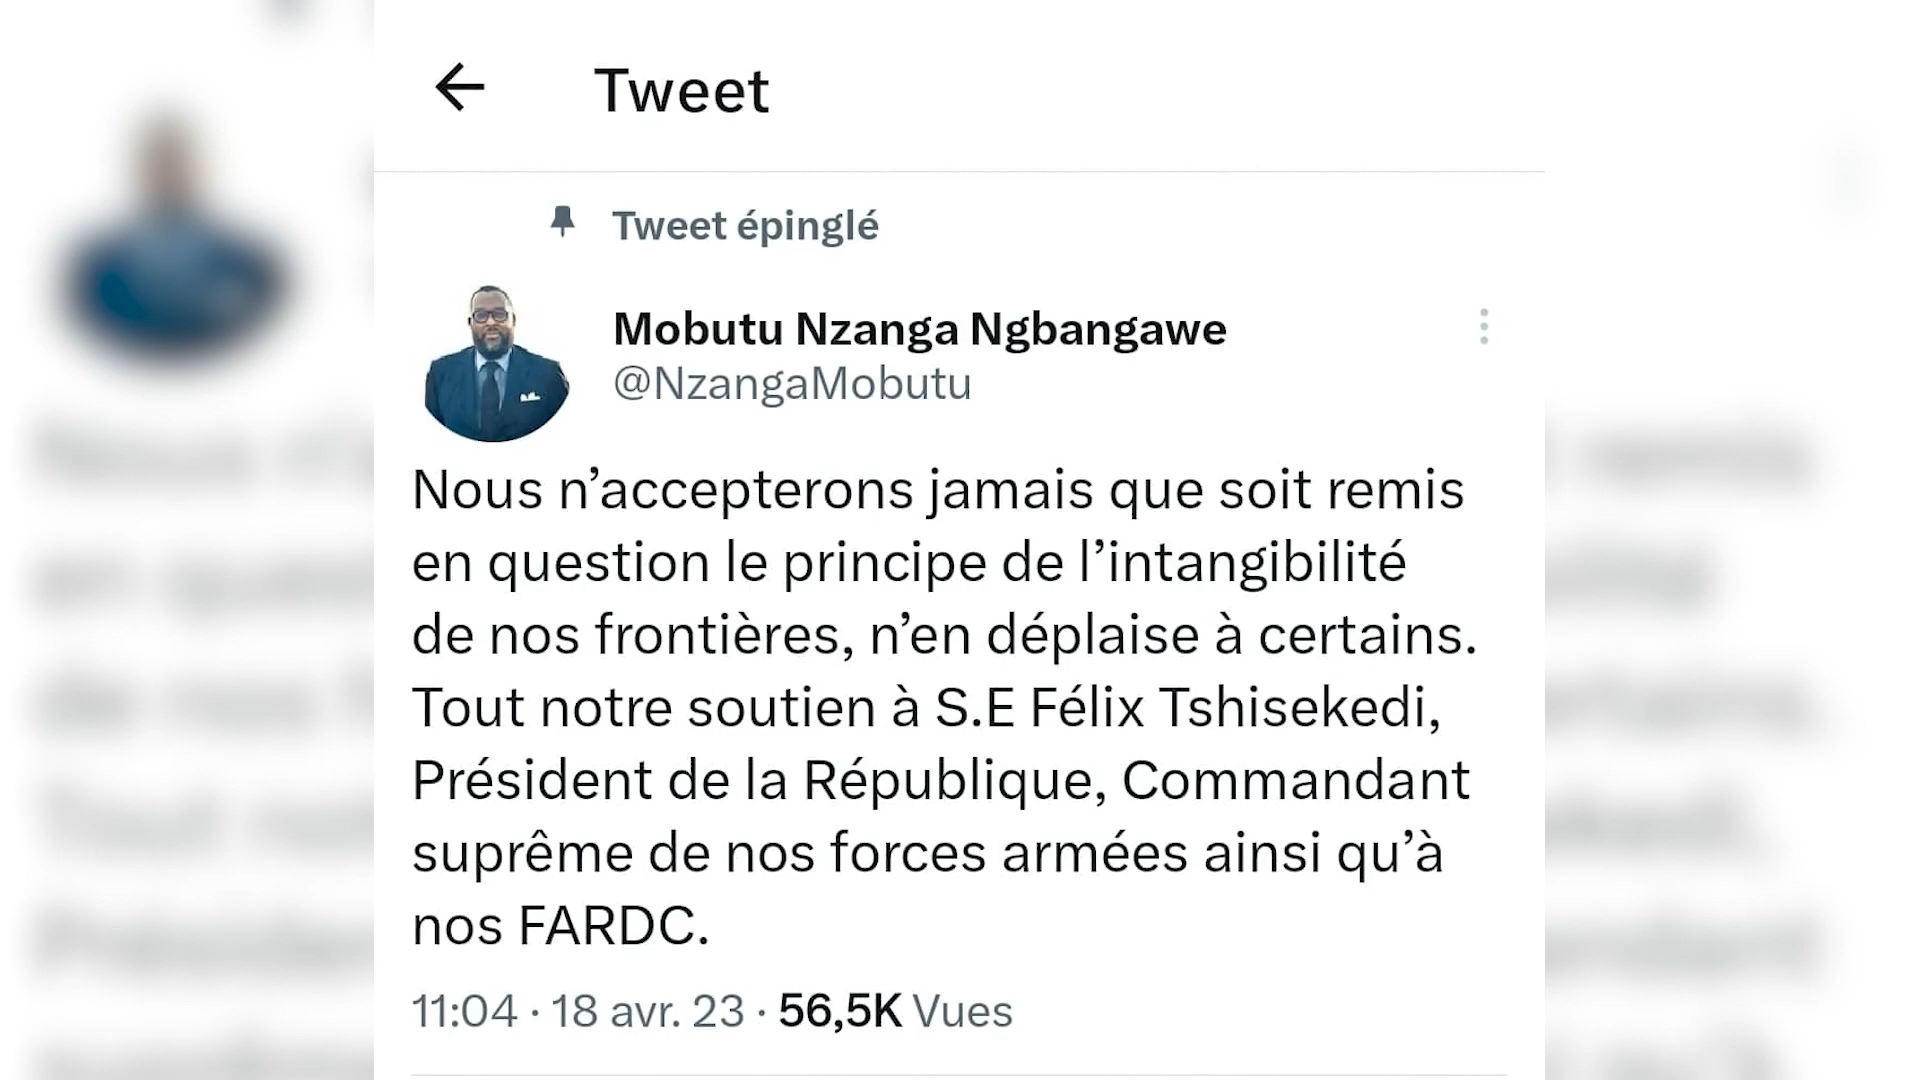 Tweet
Tweet épinglé
Mobutu Nzanga Ngbangawe
@NzangaMobutu
Nous n’accepterons jamais que soit remis
en question le principe de l’intangibilité
de nos frontières, n’en déplaise à certains.
Tout notre soutien à S.E Félix Tshisekedi,
Président de la République, Commandant
suprême de nos forces armées ainsi qu’à
nos FARDC.
11:04 · 18 avr. 23 · 56,5K Vues